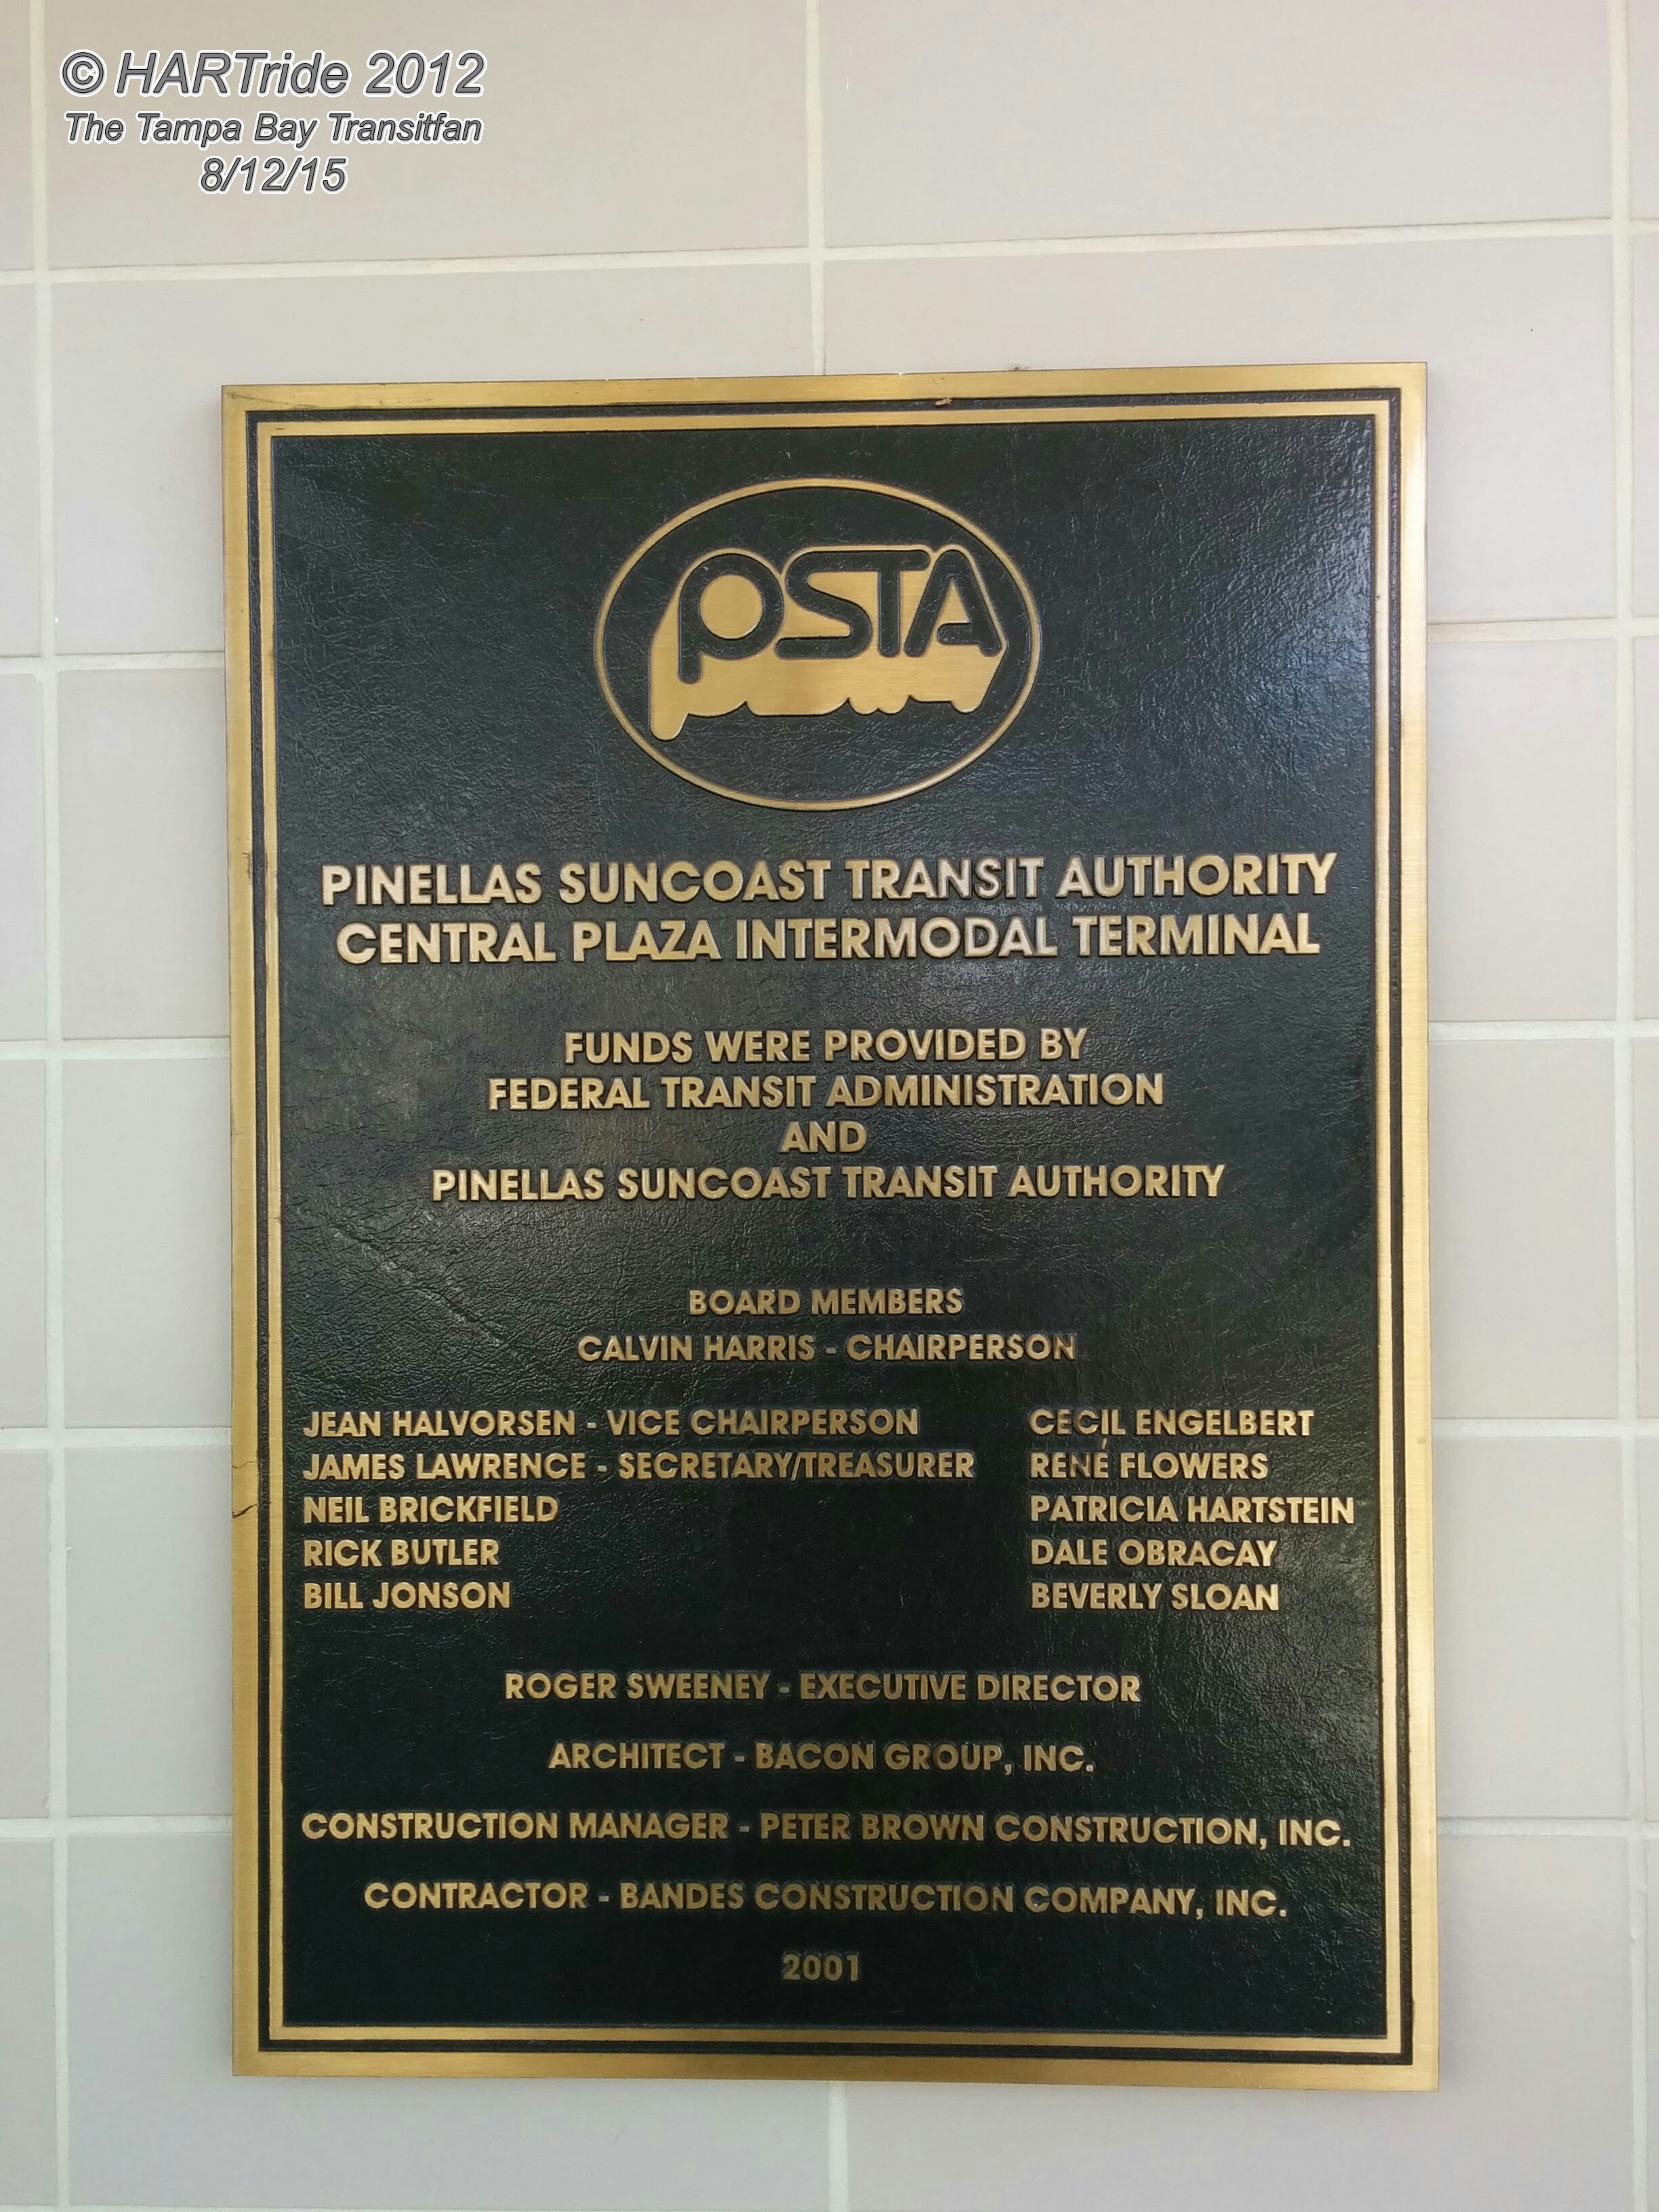 © HARTride 2012
The Tampa Bay Transitfan
8/12/15
PSTA
PINELLAS SUNCOAST TRANSIT AUTHORITY
CENTRAL PLAZA INTERMODAL TERMINAL
FUNDS WERE PROVIDED BY
FEDERAL TRANSIT ADMINISTRATION
AND
PINELLAS SUNCOAST TRANSIT AUTHORITY
BOARD MEMBERS
CALVIN HARRIS - CHAIRPERSON
JEAN HALVORSEN - VICE CHAIRPERSON
JAMES LAWRENCE - SECRETARY/TREASURER
NEIL BRICKFIELD
RICK BUTLER
BILL JONSON
CECIL ENGELBERT
RENÉ FLOWERS
PATRICIA HARTSTEIN
DALE OBRACAY
BEVERLY SLOAN
ROGER SWEENEY - EXECUTIVE DIRECTOR
ARCHITECT - BACON GROUP, INC.
CONSTRUCTION MANAGER - PETER BROWN CONSTRUCTION, INC.
CONTRACTOR - BANDES CONSTRUCTION COMPANY, INC.
2001